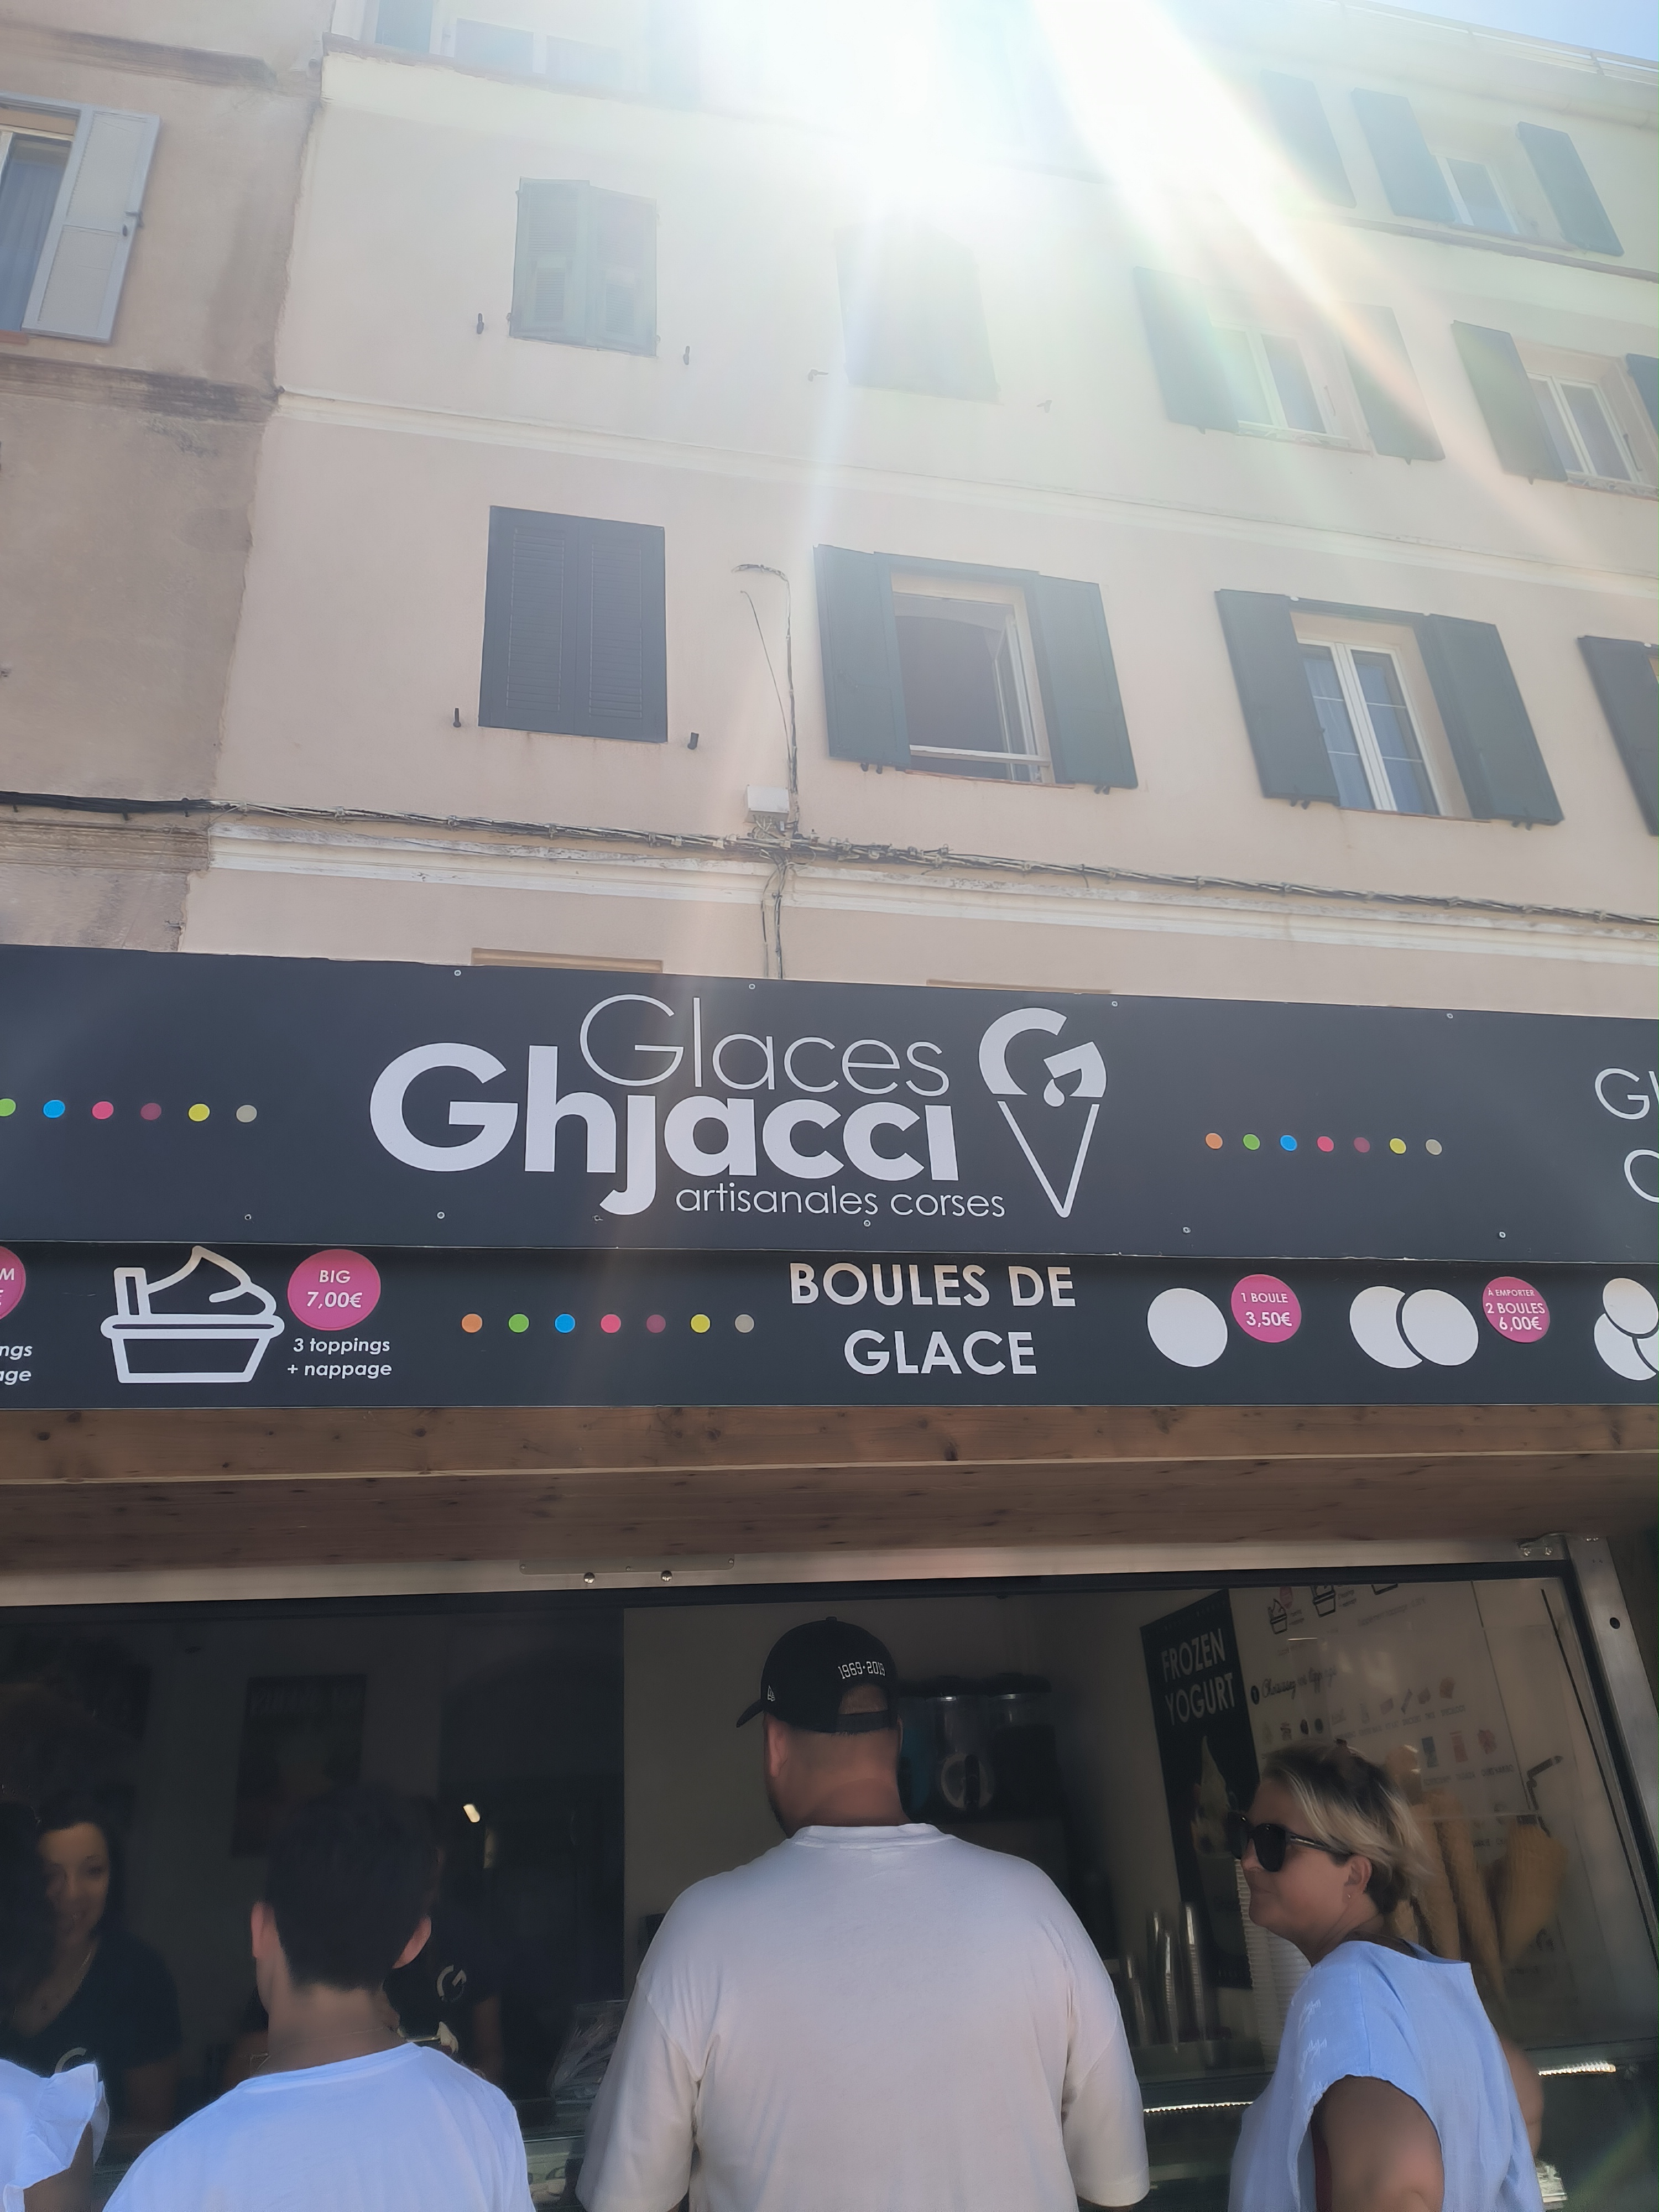 Glaces
Ghjacci
artisanales corses
BIG
7,00€
3 toppings
+ nappage
BOULES DE
GLACE
1 BOULE
3,50€
À EMPORTER
2 BOULES
6,00€
1969-2019
FROZEN
YOGURT